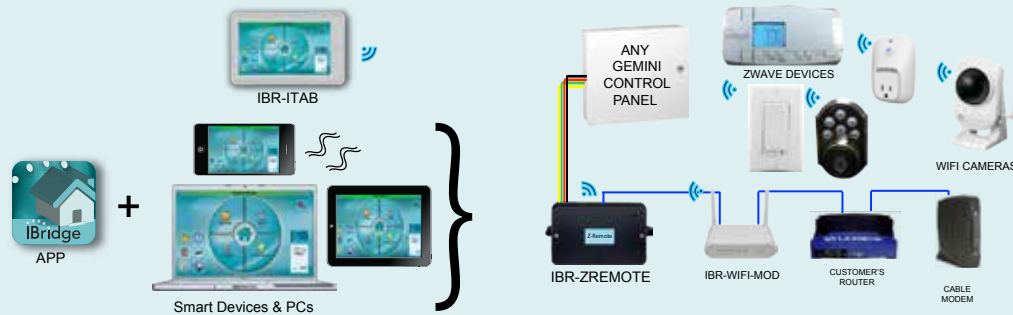 IBR-ITAB
IBridge
APP
+
Smart Devices & PCs
}
ANY
GEMINI
CONTROL
PANEL
ZWAVE DEVICES
WIFI CAMERAS
Z-Remote
IBR-ZREMOTE
IBR-WIFI-MOD
CUSTOMER'S
ROUTER
CABLE
MODEM